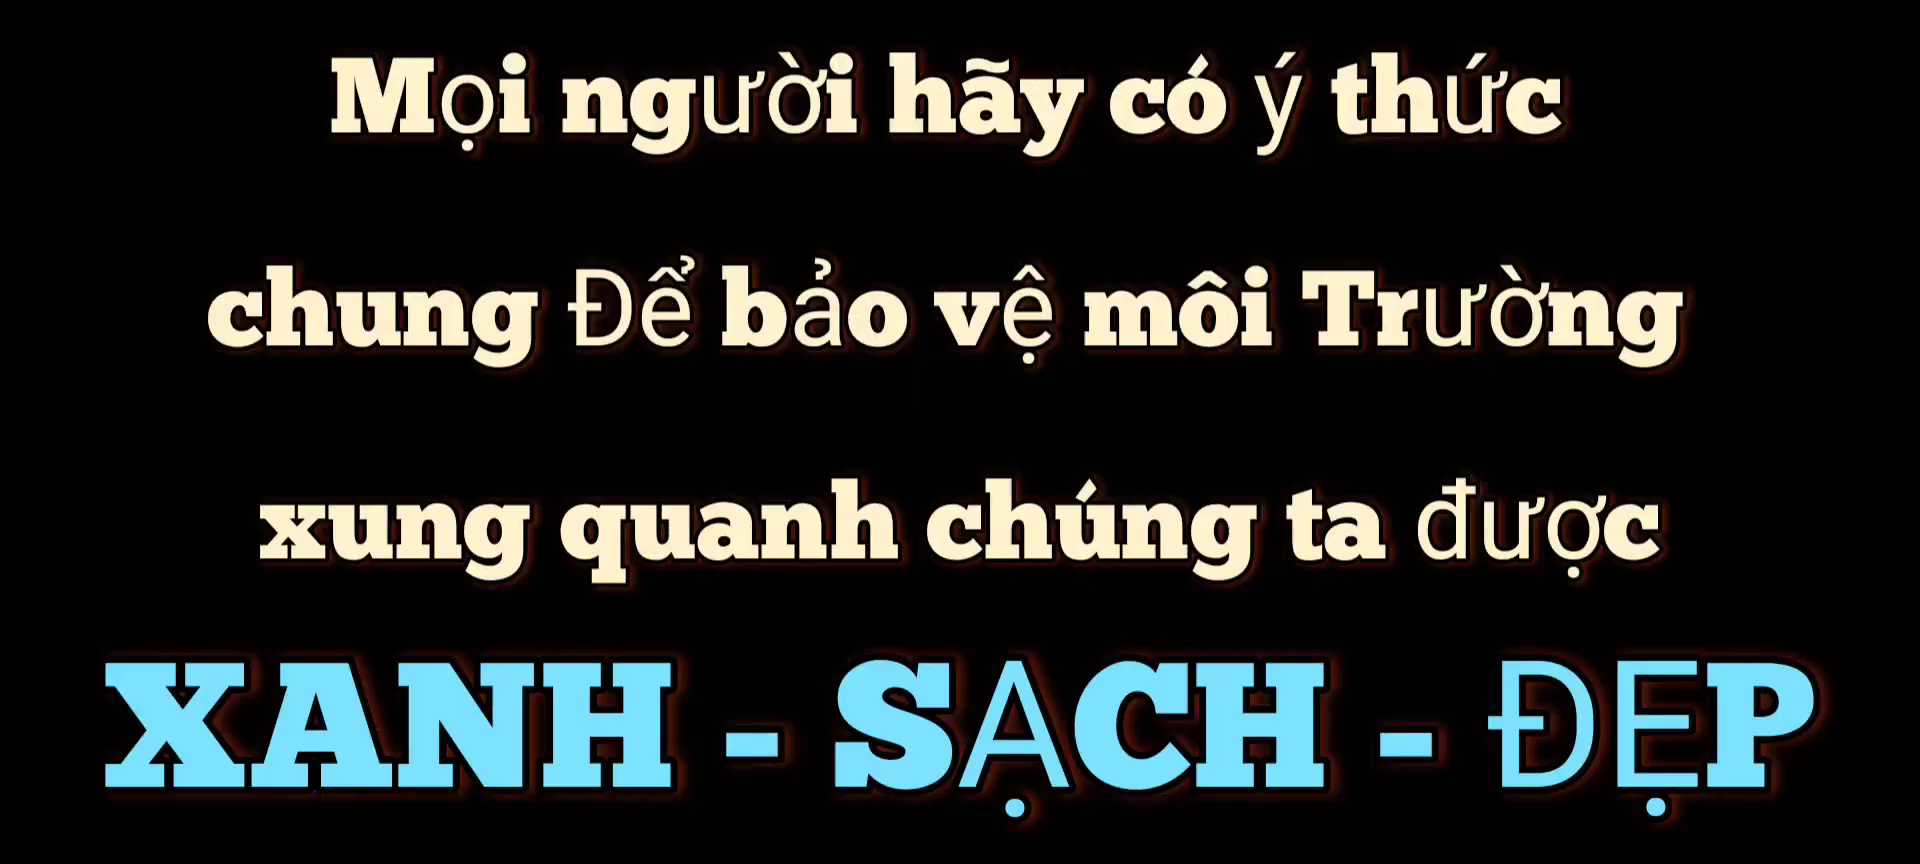 Mọi người hãy có ý thức
chung Để bảo vệ môi Trường
xung quanh chúng ta được
XANH - SẠCH - ĐẸP